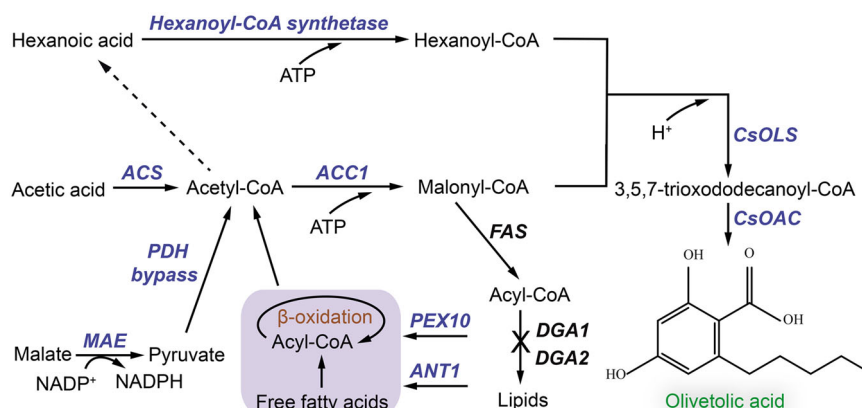 Hexanoic acid
Hexanoyl-CoA synthetase
ATP
Hexanoyl-CoA
H+
CsOLS
Acetic acid
ACS
Acetyl-CoA
ACC1
ATP
Malonyl-CoA
3,5,7-trioxododecanoyl-CoA
CsOAC
FAS
PDH
bypass
Acyl-CoA
β-oxidation
Acyl-CoA
Free fatty acids
PEX10
ANT1
DGA1
DGA2
Lipids
Malate
MAE
Pyruvate
NADP+
NADPH
OH
O
OH
HO
Olivetolic acid